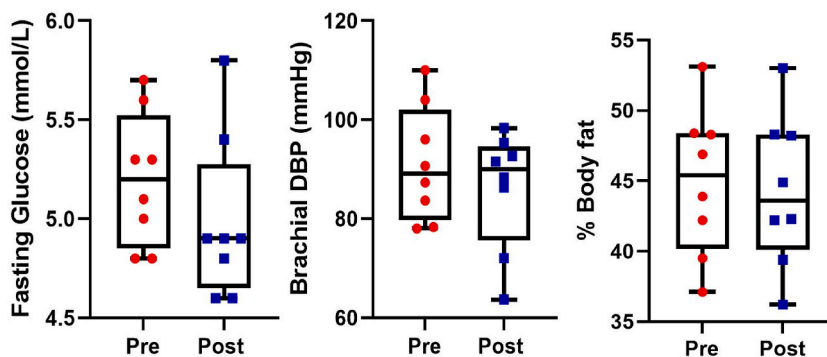 Fasting Glucose (mmol/L)
6.0
5.5
5.0
4.5
Pre Post
Brachial DBP (mmHg)
120
100
80
60
Pre Post
% Body fat
55
50
45
40
35
Pre Post